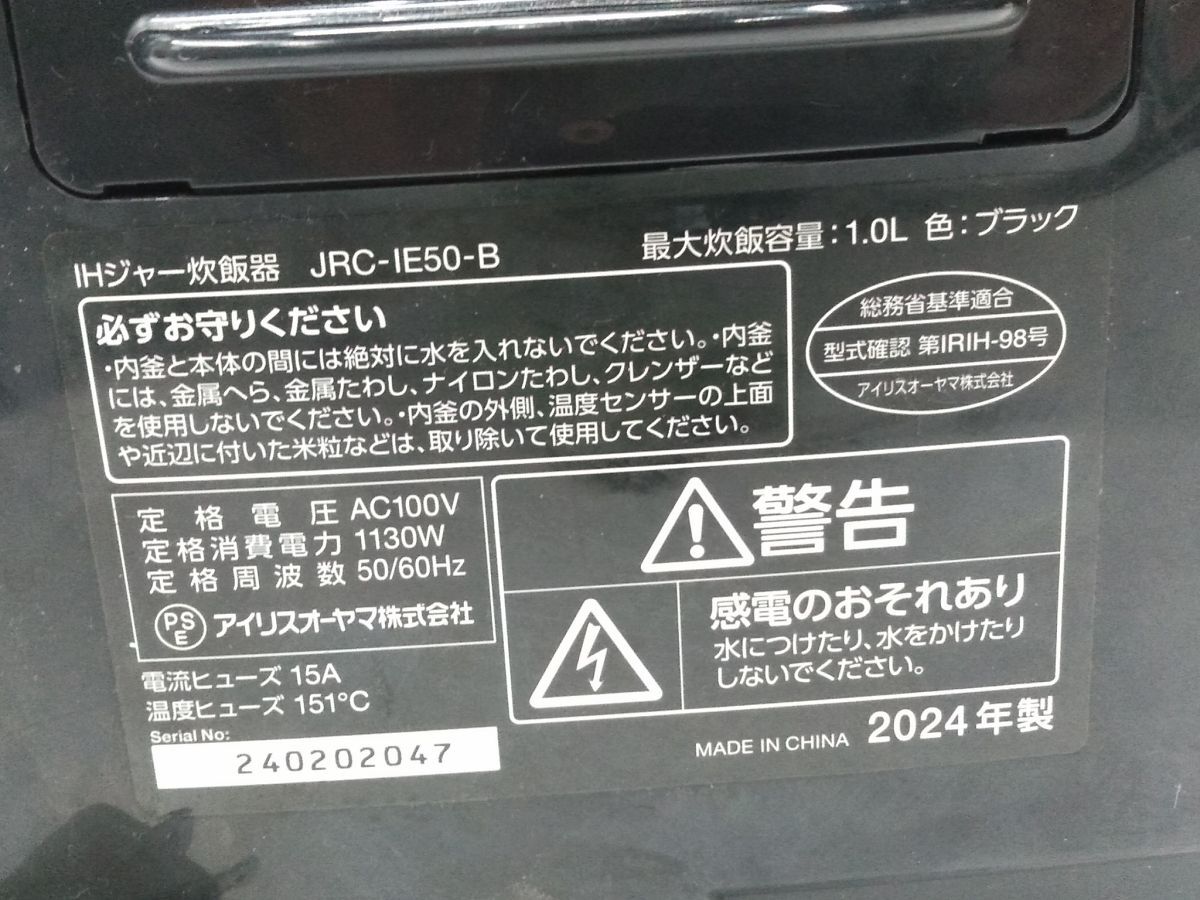 IHジャー炊飯器 JRC-IE50-B 最大炊飯容量:1.0L 色:ブラック
必ずお守りください
・内釜と本体の間には絶対に水を入れないでください。・内釜
には、金属へら、金属たわし、ナイロンたわし、クレンザーなど
を使用しないでください。・内釜の外側、温度センサーの上面
や近辺に付いた米粒などは、取り除いて使用してください。
総務省基準適合
型式確認 第IRIH-98号
アイリスオーヤマ株式会社
定格電圧 AC100V
定格消費電力 1130W
定格周波数 50/60Hz
PS
E
アイリスオーヤマ株式会社
電流ヒューズ 15A
温度ヒューズ 151℃
Serial No:
240202047
警告
感電のおそれあり
水につけたり、水をかけたり
しないでください。
MADE IN CHINA 2024年製